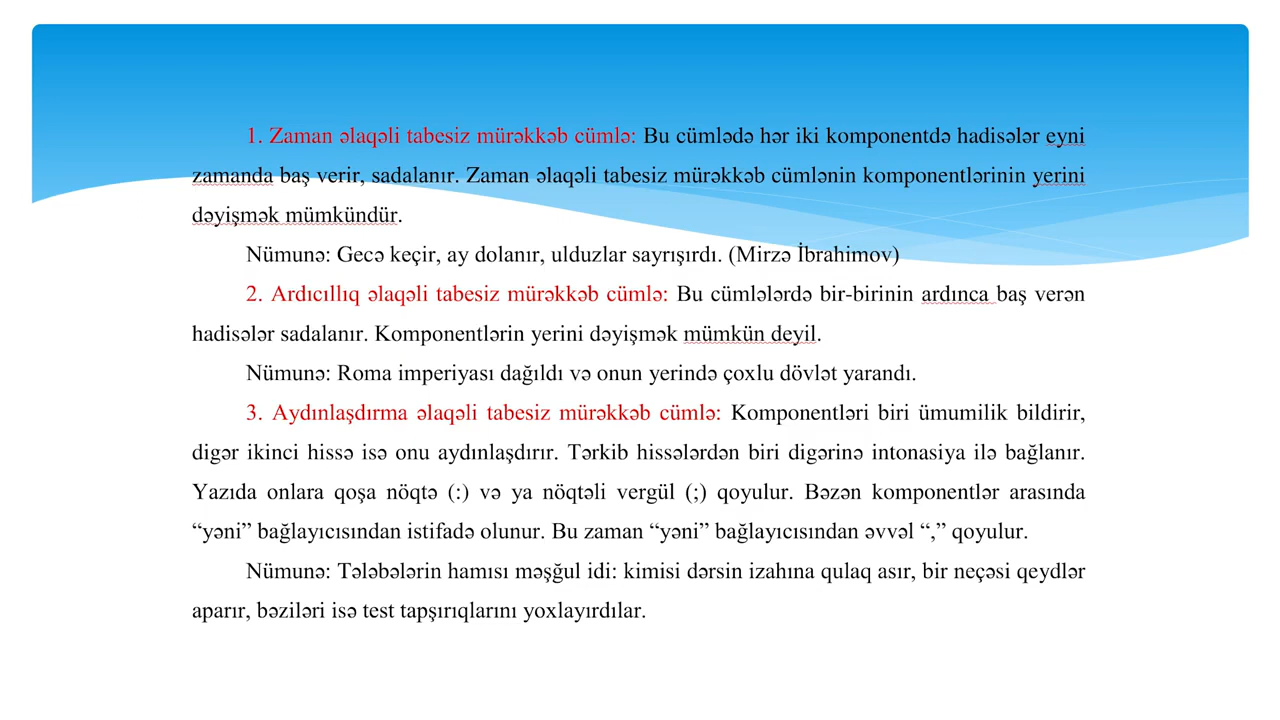 1. Zaman əlaqəli tabesiz mürəkkəb cümlə: Bu cümlədə hər iki komponentdə hadisələr eyni
zamanda baş verir, sadalanır. Zaman əlaqəli tabesiz mürəkkəb cümlənin komponentlərinin yerini
dəyişmək mümkündür.
Nümunə: Gecə keçir, ay dolanır, ulduzlar sayrışırdı. (Mirzə İbrahimov)
2. Ardıcıllıq əlaqəli tabesiz mürəkkəb cümlə: Bu cümlələrdə bir-birinin ardınca baş verən
hadisələr sadalanır. Komponentlərin yerini dəyişmək mümkün deyil.
Nümunə: Roma imperiyası dağıldı və onun yerində çoxlu dövlət yarandı.
3. Aydınlaşdırma əlaqəli tabesiz mürəkkəb cümlə: Komponentləri biri ümumilik bildirir,
digər ikinci hissə isə onu aydınlaşdırır. Tərkib hissələrdən biri digərinə intonasiya ilə bağlanır.
Yazıda onlara qoşa nöqtə (:) və ya nöqtəli vergül (;) qoyulur. Bəzən komponentlər arasında
“yəni” bağlayıcısından istifadə olunur. Bu zaman “yəni” bağlayıcısından əvvəl “,” qoyulur.
Nümunə: Tələbələrin hamısı məşğul idi: kimisi dərsin izahına qulaq asır, bir neçəsi qeydlər
aparır, bəziləri isə test tapşırıqlarını yoxlayırdılar.